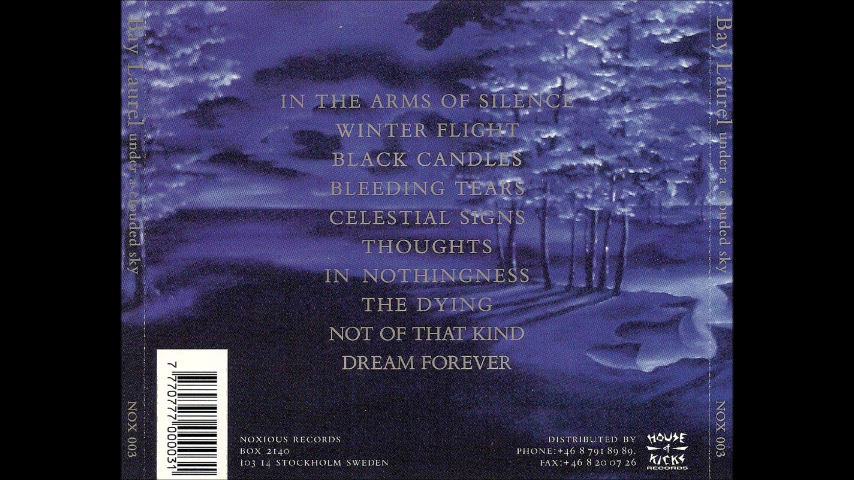 Bay Laurel under a clouded sky
NOX 003
IN THE ARMS OF SILENCE
WINTER FLIGHT
BLACK CANDLES
BLEEDING TEARS
CELESTIAL SIGNS
THOUGHTS
IN NOTHINGNESS
THE DYING
NOT OF THAT KIND
DREAM FOREVER
7 770777 000031
NOXIOUS RECORDS
BOX 2140
103 14 STOCKHOLM SWEDEN
DISTRIBUTED BY
PHONE:+46 8 791 89 89.
FAX:+46 8 20 07 26
HOUSE
of
KICKS
RECORDS
Bay Laurel under a clouded sky
NOX 003